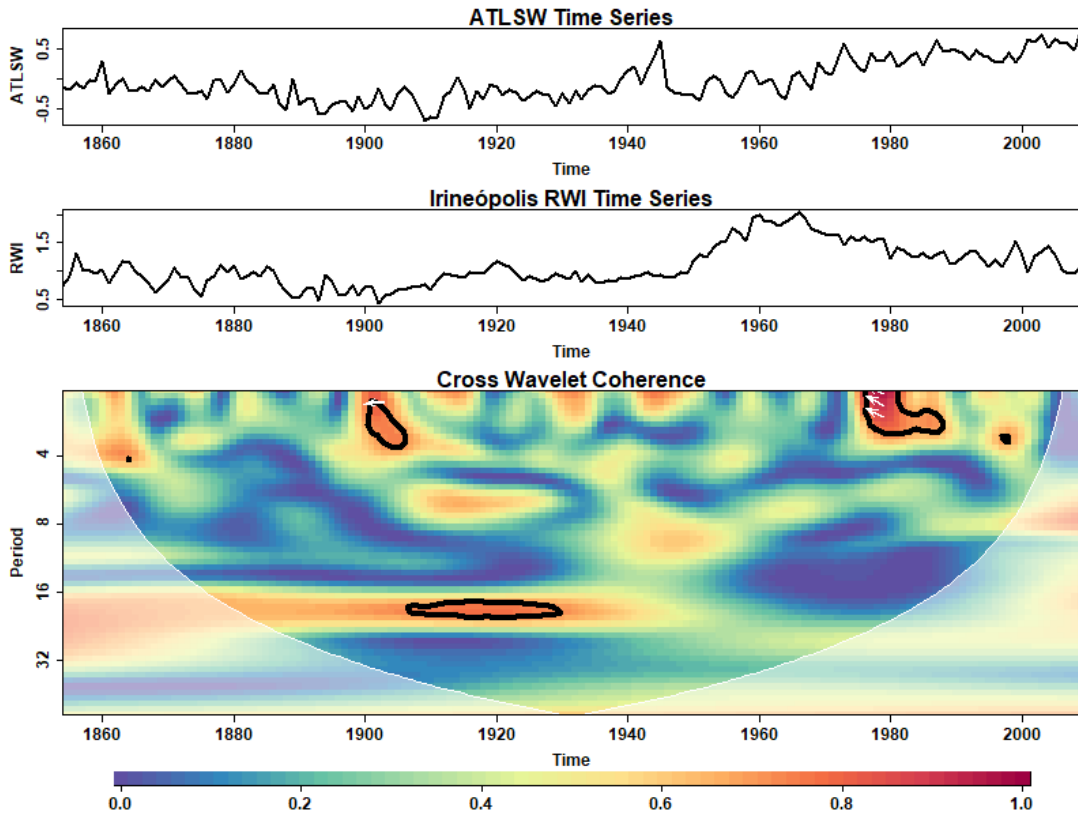 ATLSW Time Series
ATLSW
0.5
-0.5
1860 1880 1900 1920 1940 1960 1980 2000
Time
Irineópolis RWI Time Series
RWI
1.5
0.5
1860 1880 1900 1920 1940 1960 1980 2000
Time
Cross Wavelet Coherence
Period
4
8
16
32
1860 1880 1900 1920 1940 1960 1980 2000
Time
0.0 0.2 0.4 0.6 0.8 1.0